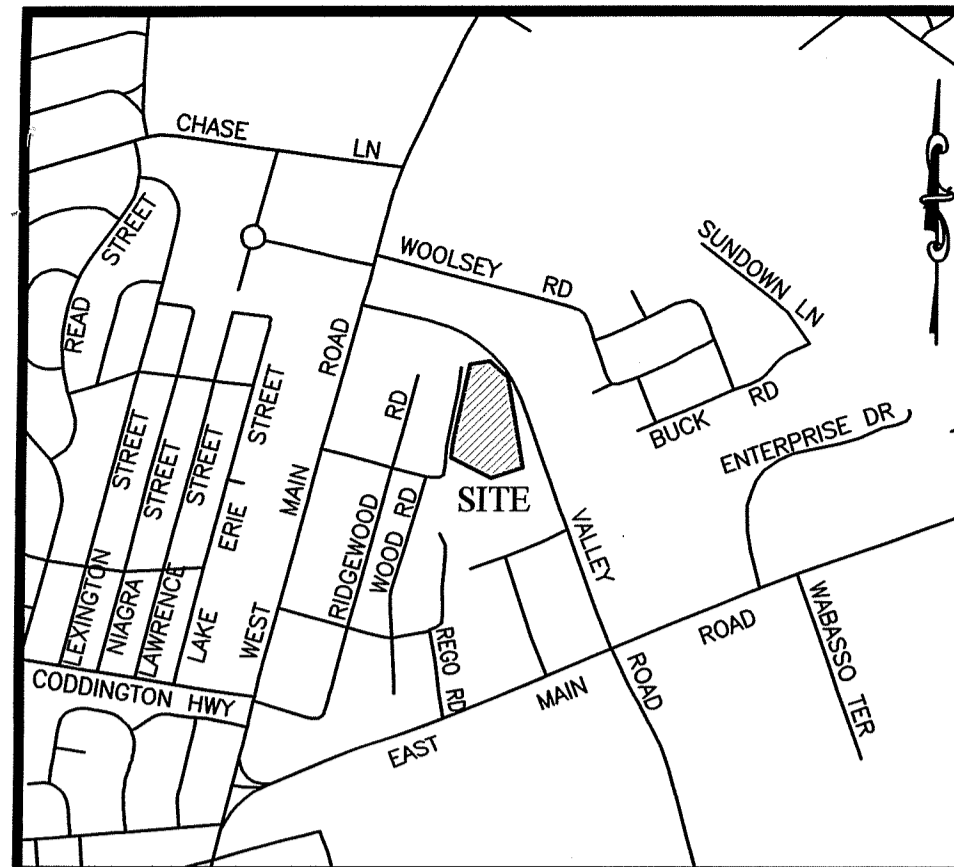 CHASE LN
WOOLSEY RD
SUNDOWN LN
READ STREET
WEST MAIN ROAD
BUCK RD
ENTERPRISE DR
SITE
RIDGEWOOD RD
WOOD RD
VALLEY ROAD
LEXINGTON STREET
NIAGRA STREET
LAWRENCE STREET
LAKE ERIE STREET
REGO RD
EAST MAIN ROAD
WABASSO TER
CODDINGTON HWY